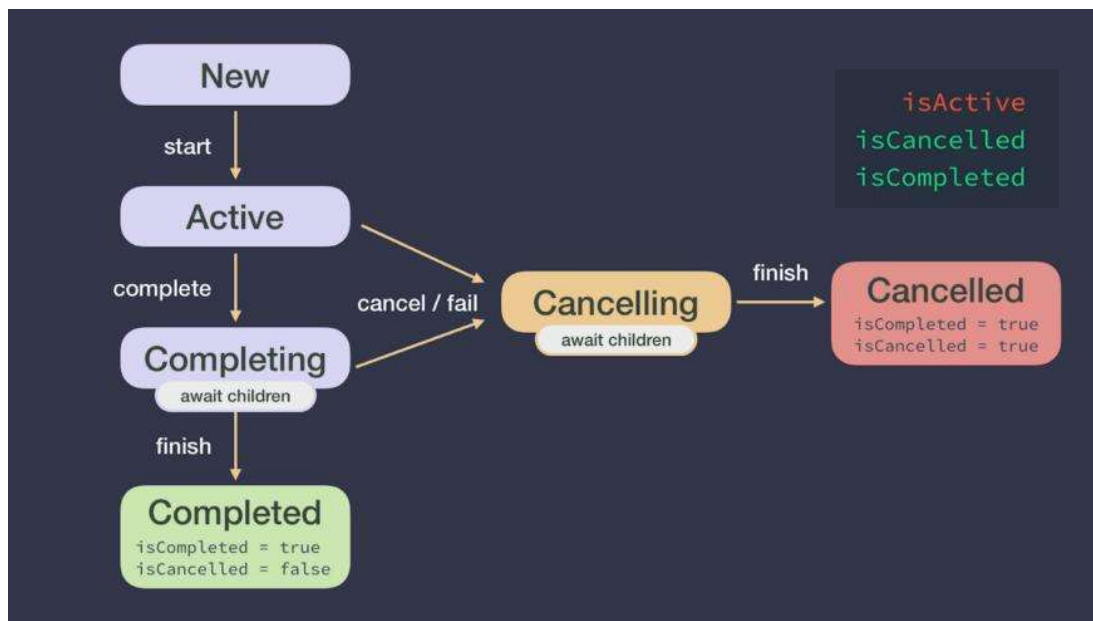 New
isActive
isCancelled
isCompleted
start
Active
complete
cancel / fail
Completing
await children
Cancelling
await children
finish
Cancelled
isCompleted = true
isCancelled = true
finish
Completed
isCompleted = true
isCancelled = false